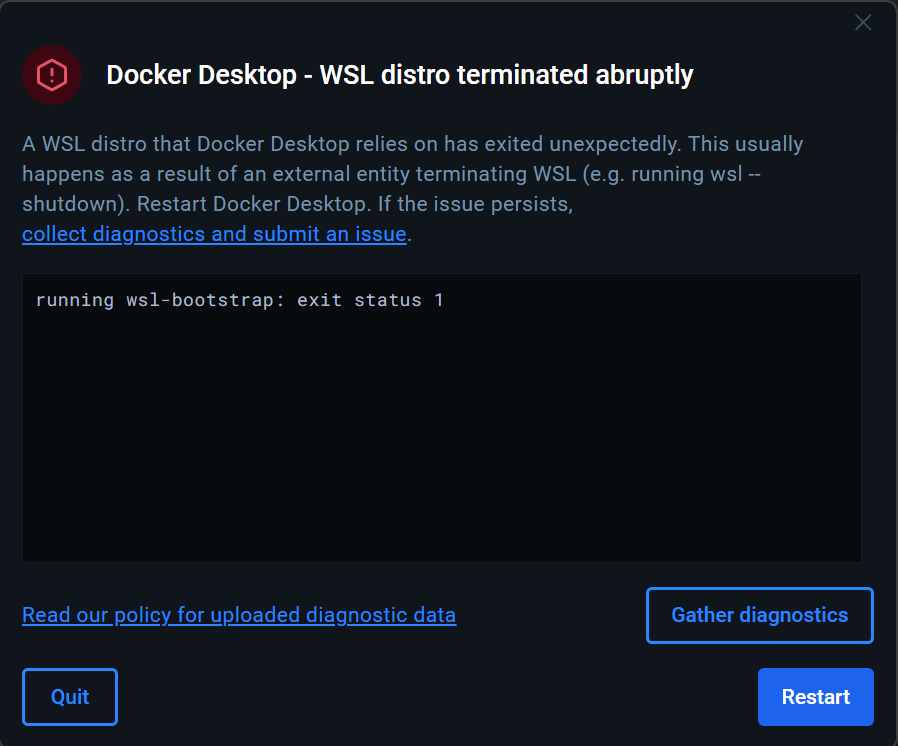 Docker Desktop - WSL distro terminated abruptly
A WSL distro that Docker Desktop relies on has exited unexpectedly. This usually
happens as a result of an external entity terminating WSL (e.g. running wsl --
shutdown). Restart Docker Desktop. If the issue persists,
collect diagnostics and submit an issue.
running wsl-bootstrap: exit status 1
Read our policy for uploaded diagnostic data
Gather diagnostics
Quit
Restart